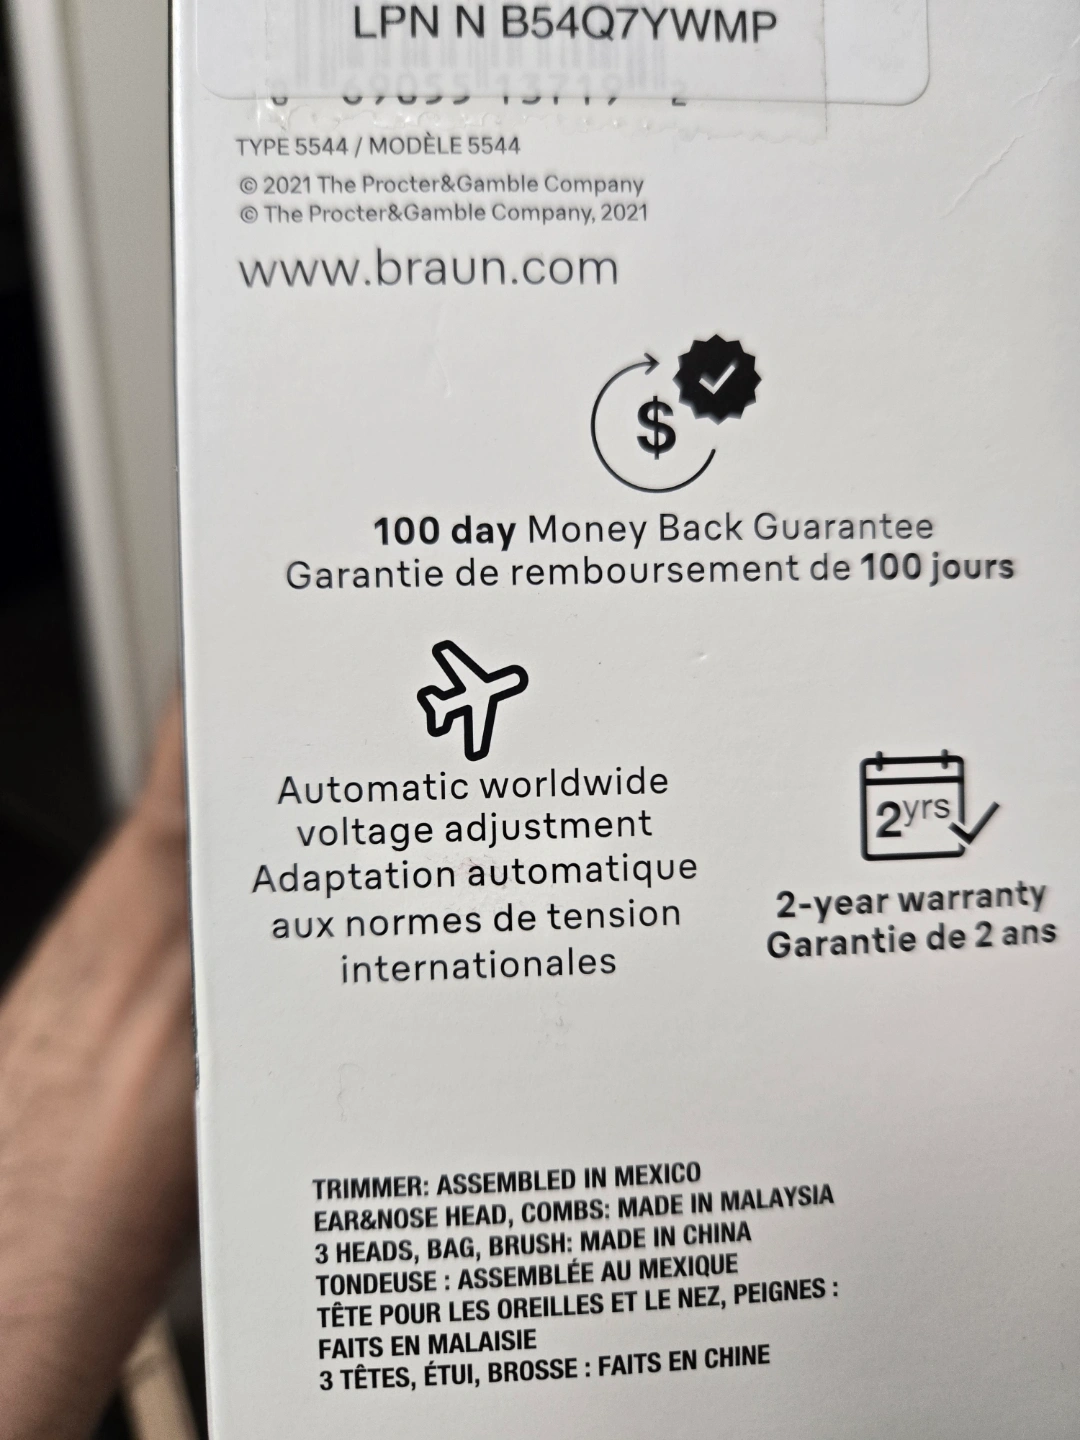 LPN N B54Q7YWMP
69055 13719 2
TYPE 5544 / MODÈLE 5544
© 2021 The Procter&Gamble Company
© The Procter&Gamble Company, 2021
www.braun.com
$
100 day Money Back Guarantee
Garantie de remboursement de 100 jours
Automatic worldwide
voltage adjustment
Adaptation automatique
aux normes de tension
internationales
2yrs
2-year warranty
Garantie de 2 ans
TRIMMER: ASSEMBLED IN MEXICO
EAR&NOSE HEAD, COMBS: MADE IN MALAYSIA
3 HEADS, BAG, BRUSH: MADE IN CHINA
TONDEUSE : ASSEMBLÉE AU MEXIQUE
TÊTE POUR LES OREILLES ET LE NEZ, PEIGNES :
FAITS EN MALAISIE
3 TÊTES, ÉTUI, BROSSE : FAITS EN CHINE